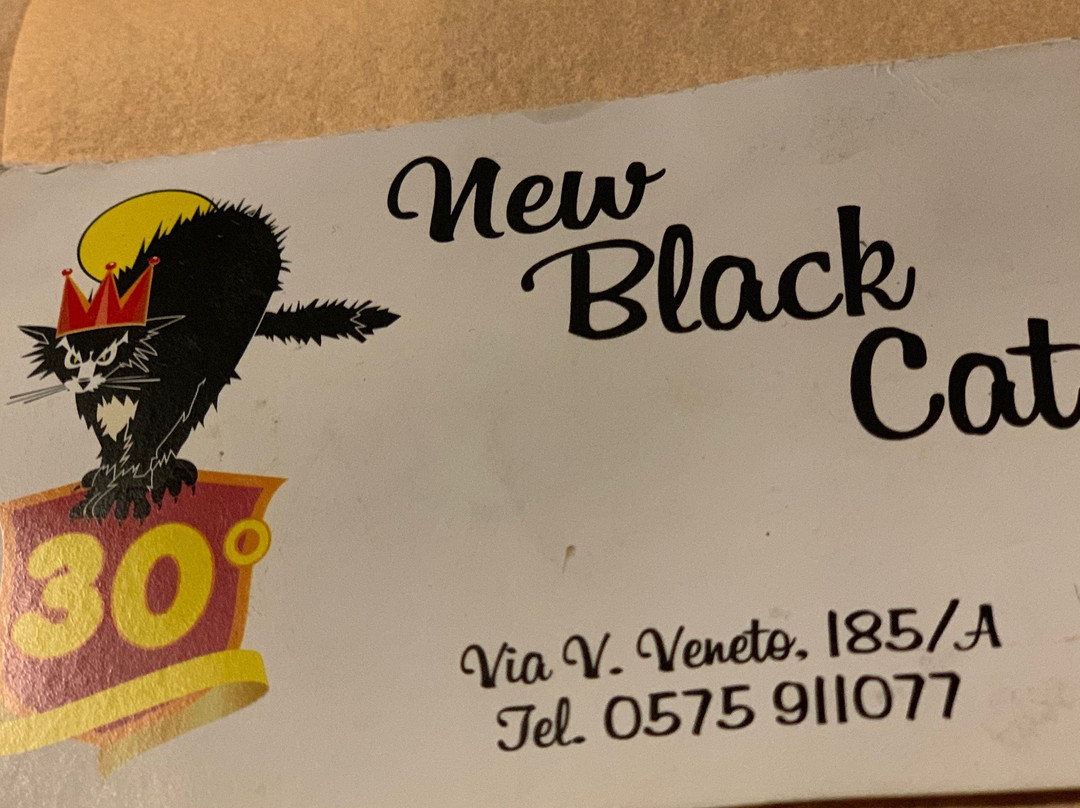 New
Black
Cat
30°
Via V. Veneto, 185/A
Tel. 0575 911077